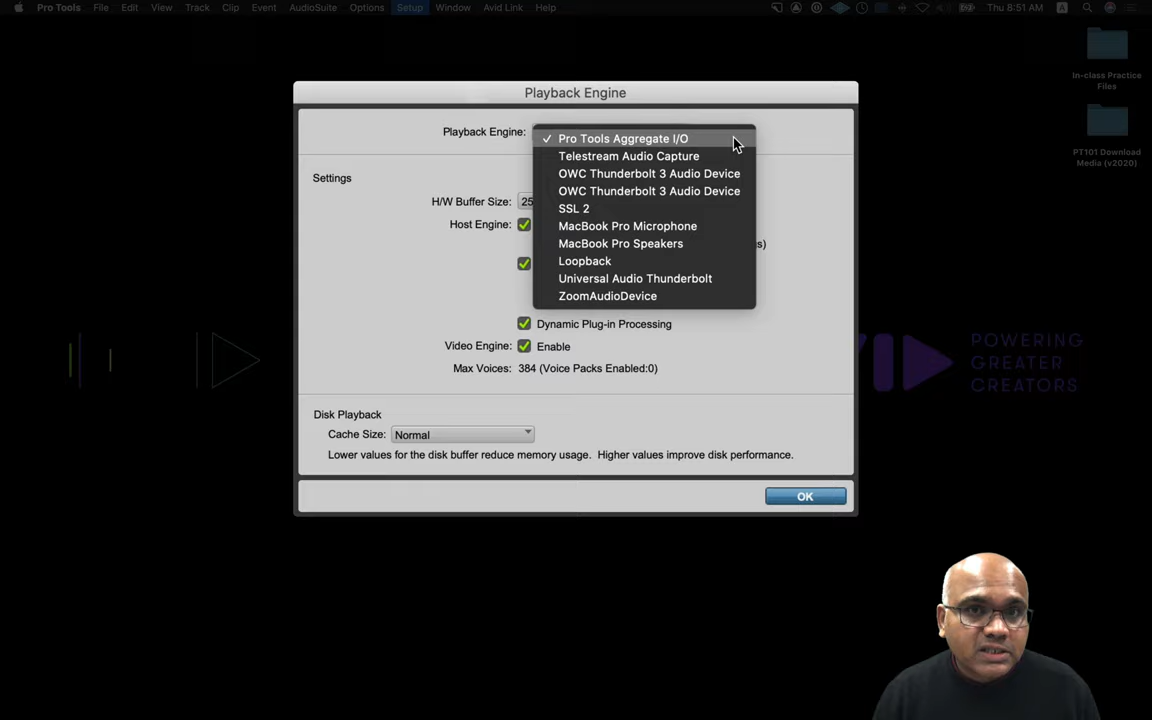 Pro Tools File Edit View Track Clip Event AudioSuite Options Setup Window Avid Link Help Thu 8:51 AM A
In-class Practice
Files
PT101 Download
Media (v2020)
Playback Engine
Playback Engine:
✓ Pro Tools Aggregate I/O
Telestream Audio Capture
OWC Thunderbolt 3 Audio Device
OWC Thunderbolt 3 Audio Device
SSL 2
MacBook Pro Microphone
MacBook Pro Speakers
Loopback
Universal Audio Thunderbolt
ZoomAudioDevice
Settings
H/W Buffer Size: 25
Host Engine:
s)
Dynamic Plug-in Processing
Video Engine: Enable
Max Voices: 384 (Voice Packs Enabled:0)
Disk Playback
Cache Size: Normal
Lower values for the disk buffer reduce memory usage. Higher values improve disk performance.
OK
POWERING
GREATER
CREATORS